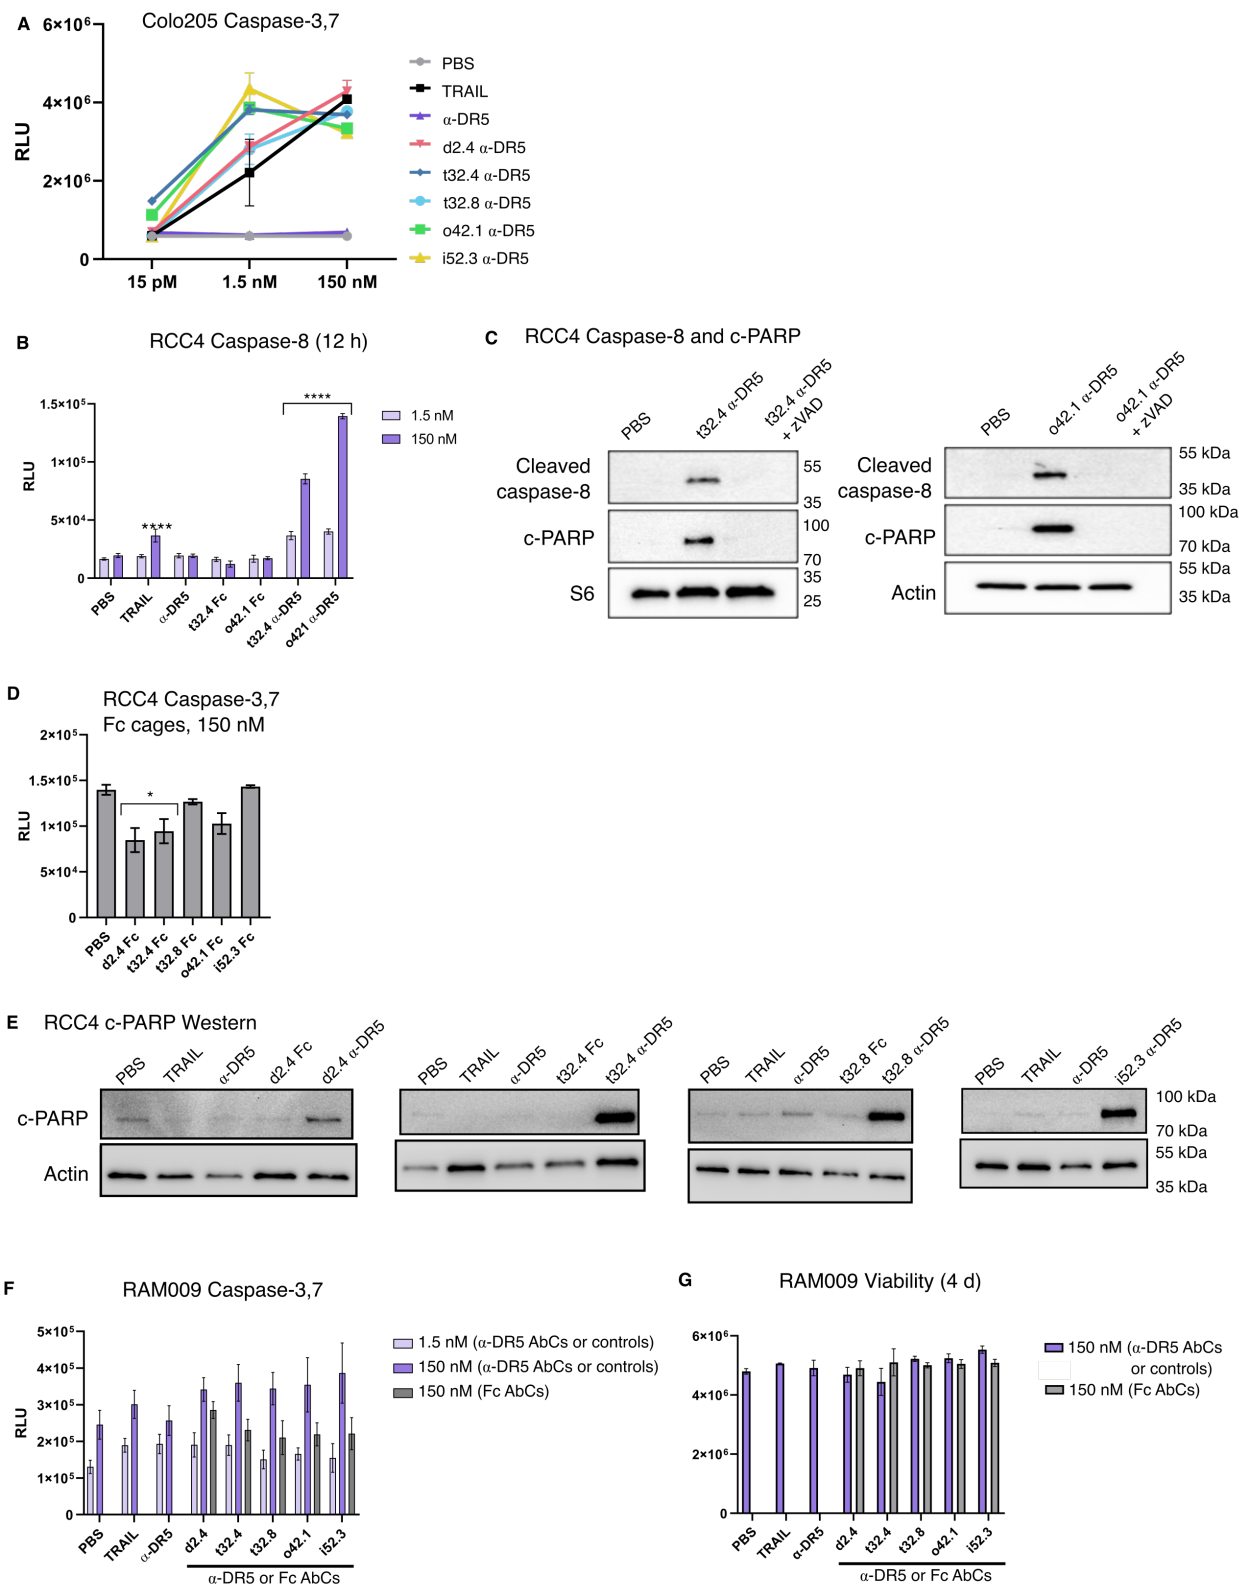 A
Colo205 Caspase-3,7
6×10⁶
4×10⁶
2×10⁶
0
RLU
15 pM
1.5 nM
150 nM
PBS
TRAIL
α-DR5
d2.4 α-DR5
t32.4 α-DR5
t32.8 α-DR5
o42.1 α-DR5
i52.3 α-DR5
B
RCC4 Caspase-8 (12 h)
1.5×10⁵
1×10⁵
5×10⁴
0
RLU
****
****
1.5 nM
150 nM
PBS
TRAIL
α-DR5
t32.4 Fc
o42.1 Fc
t32.4 α-DR5
o421 α-DR5
C
RCC4 Caspase-8 and c-PARP
PBS
t32.4 α-DR5
t32.4 α-DR5
+ zVAD
Cleaved
caspase-8
c-PARP
S6
55
35
100
70
35
25
PBS
o42.1 α-DR5
o42.1 α-DR5
+ zVAD
Cleaved
caspase-8
c-PARP
Actin
55 kDa
35 kDa
100 kDa
70 kDa
55 kDa
35 kDa
D
RCC4 Caspase-3,7
Fc cages, 150 nM
2×10⁵
1.5×10⁵
1×10⁵
5×10⁴
0
RLU
*
PBS
d2.4 Fc
t32.4 Fc
t32.8 Fc
o42.1 Fc
i52.3 Fc
E
RCC4 c-PARP Western
PBS
TRAIL
α-DR5
d2.4 Fc
d2.4 α-DR5
PBS
TRAIL
α-DR5
t32.4 Fc
t32.4 α-DR5
PBS
TRAIL
α-DR5
t32.8 Fc
t32.8 α-DR5
PBS
TRAIL
α-DR5
i52.3 α-DR5
c-PARP
Actin
100 kDa
70 kDa
55 kDa
35 kDa
F
RAM009 Caspase-3,7
5×10⁵
4×10⁵
3×10⁵
2×10⁵
1×10⁵
0
RLU
1.5 nM (α-DR5 AbCs or controls)
150 nM (α-DR5 AbCs or controls)
150 nM (Fc AbCs)
PBS
TRAIL
α-DR5
d2.4
t32.4
t32.8
o42.1
i52.3
α-DR5 or Fc AbCs
G
RAM009 Viability (4 d)
6×10⁶
4×10⁶
2×10⁶
0
150 nM (α-DR5 AbCs
or controls)
150 nM (Fc AbCs)
PBS
TRAIL
α-DR5
d2.4
t32.4
t32.8
o42.1
i52.3
α-DR5 or Fc AbCs